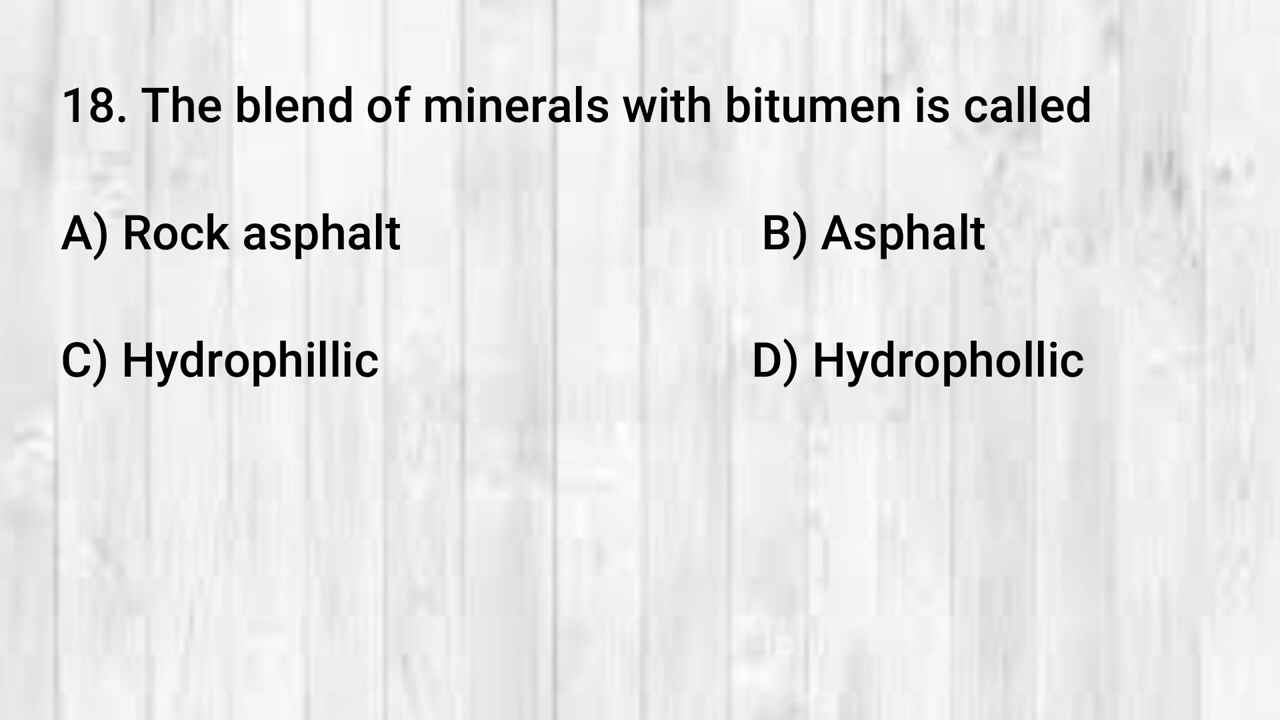 18. The blend of minerals with bitumen is called
A) Rock asphalt B) Asphalt
C) Hydrophillic D) Hydrophollic